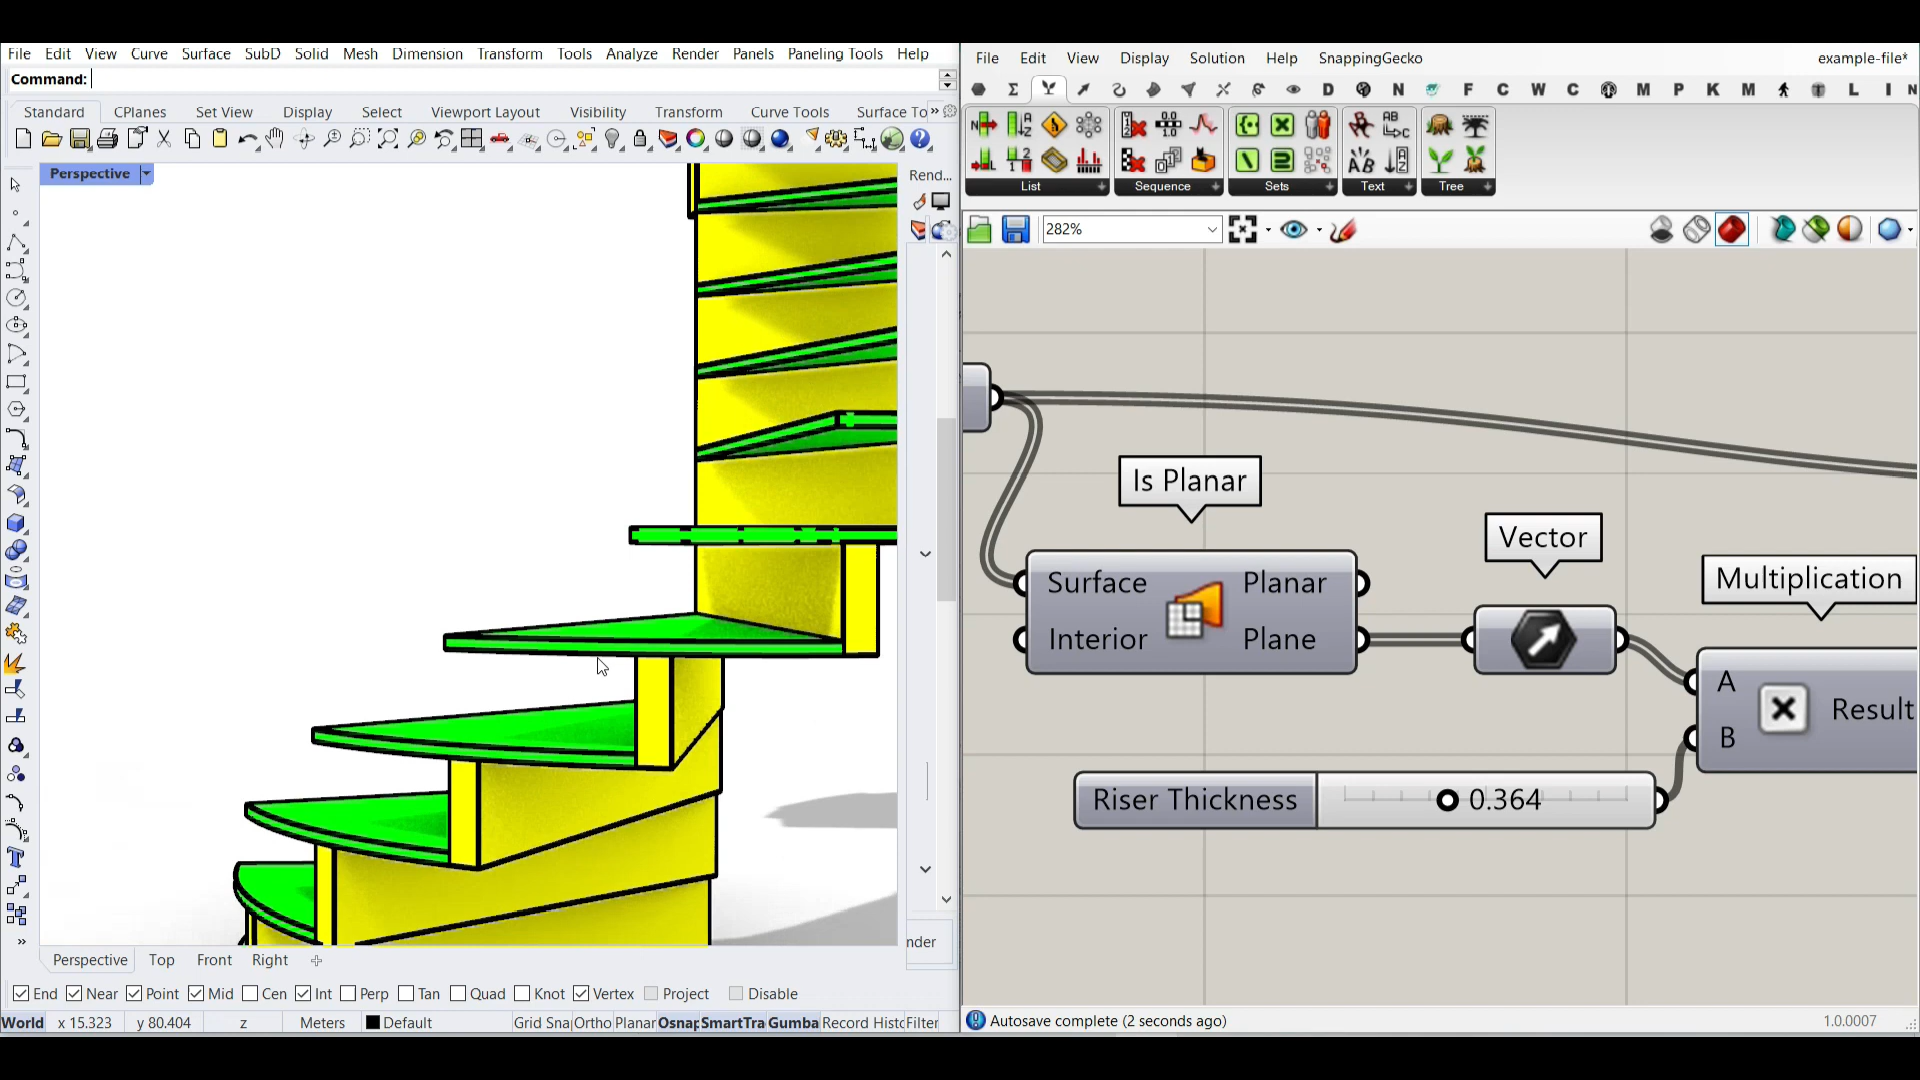 File Edit View Curve Surface SubD Solid Mesh Dimension Transform Tools Analyze Render Panels Paneling Tools Help
Command:
Standard CPlanes Set View Display Select Viewport Layout Visibility Transform Curve Tools Surface To »
Perspective
Rend...
nder
Perspective Top Front Right
End Near Point Mid Cen Int Perp Tan Quad Knot Vertex Project Disable
World x 15.323 y 80.404 z Meters Default Grid Sna Ortho Planar Osnap SmartTra Gumba Record Histo Filter
File Edit View Display Solution Help SnappingGecko example-file*
D N F C W C M P K M L I N
List Sequence Sets Text Tree
282%
Is Planar
Vector
Multiplication
Surface Planar
Interior Plane
A
B
Result
Riser Thickness 0.364
Autosave complete (2 seconds ago) 1.0.0007